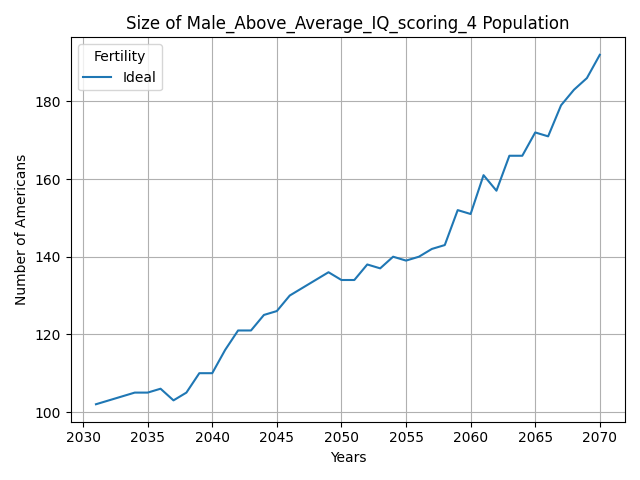 Size of Male_Above_Average_IQ_scoring_4 Population
Fertility
Ideal
Number of Americans
180
160
140
120
100
2030 2035 2040 2045 2050 2055 2060 2065 2070
Years